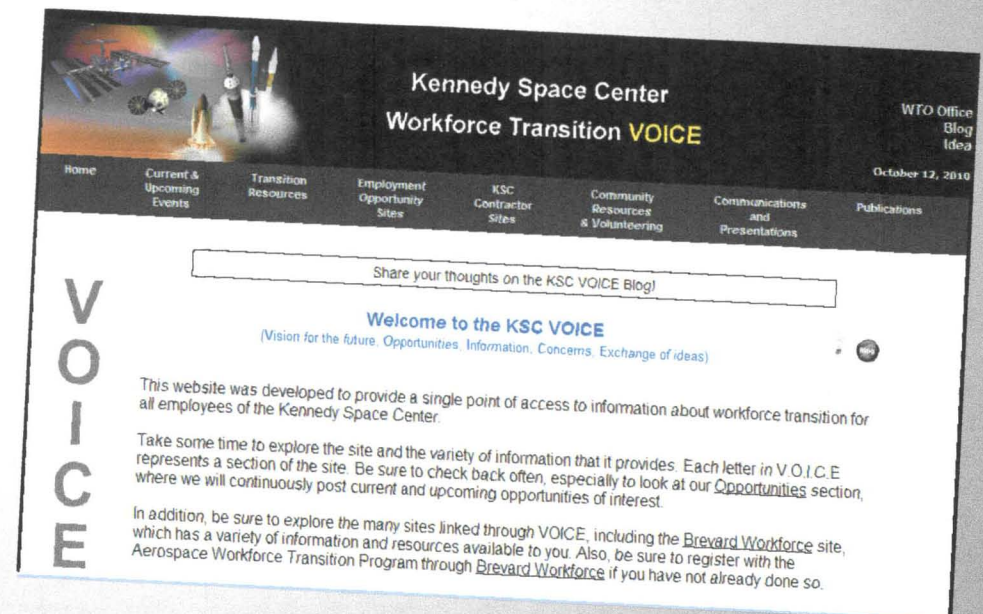 Kennedy Space Center
Workforce Transition VOICE
WTO Office
Blog
Idea
October 12, 2010
Home
Current &
Upcoming
Events
Transition
Resources
Employment
Opportunity
Sites
KSC
Contractor
Sites
Community
Resources
& Volunteering
Communications
and
Presentations
Publications
Share your thoughts on the KSC VOICE Blog!
Welcome to the KSC VOICE
(Vision for the future, Opportunities, Information, Concerns, Exchange of ideas)
V
O
I
C
E
This website was developed to provide a single point of access to information about workforce transition for
all employees of the Kennedy Space Center.
Take some time to explore the site and the variety of information that it provides. Each letter in V.O.I.C.E
represents a section of the site. Be sure to check back often, especially to look at our Opportunities section,
where we will continuously post current and upcoming opportunities of interest.
In addition, be sure to explore the many sites linked through VOICE, including the Brevard Workforce site,
which has a variety of information and resources available to you. Also, be sure to register with the
Aerospace Workforce Transition Program through Brevard Workforce if you have not already done so.